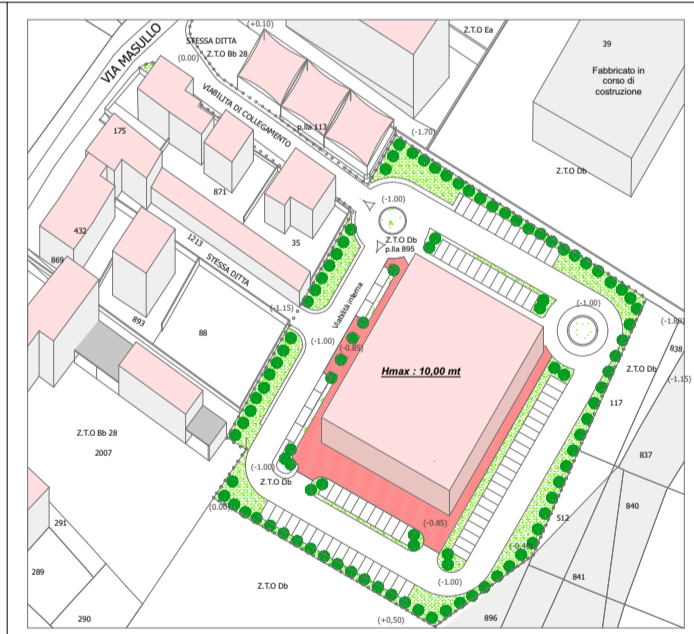 (+0.10)
Z.T.O Ea
39
STESSA DITTA
Z.T.O Bb 28
(0.00)
VIA MASULLO
Fabbricato in
corso di
costruzione
VIABILITA DI COLLEGAMENTO
p.lla 113
(-1.70)
175
Z.T.O Db
871
(-1.00)
432
35
1213
Z.T.O Db
p.lla 895
869
STESSA DITTA
Viabilità interna
(-1.15)
(-1.00)
893
88
(-1.80)
(-1.00)
(-0.85)
838
Z.T.O Db
(-1.15)
Hmax : 10,00 mt
117
Z.T.O Bb 28
2007
837
(-1.00)
Z.T.O Db
840
(0.00)
512
(-0.85)
291
(-0.40)
289
841
(-1.00)
Z.T.O Db
290
(+0,50)
896